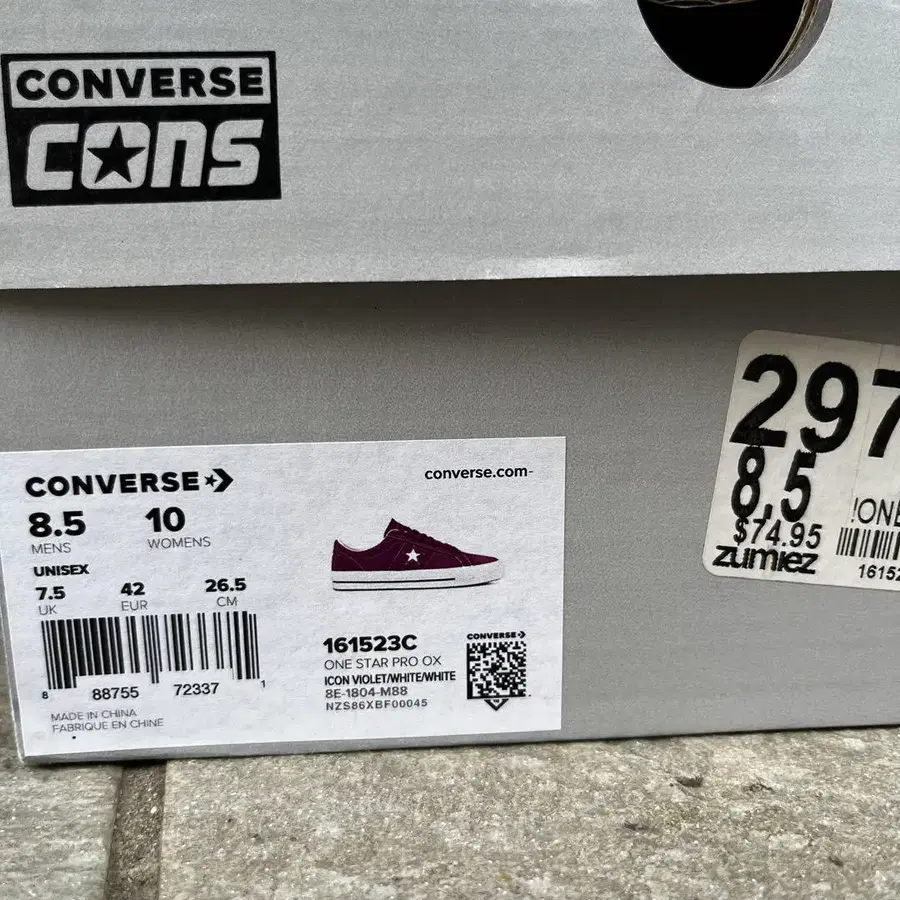 CONVERSE
CONS
CONVERSE
converse.com
8.5 10
MENS WOMENS
UNISEX
7.5 42 26.5
UK EUR CM
8 88755 72337 1
MADE IN CHINA
FABRIQUE EN CHINE
161523C
ONE STAR PRO OX
ICON VIOLET/WHITE/WHITE
8E-1804-M88
NZS86XBF00045
CONVERSE
297
8.5
$74.95
zumiez
!ONE
16152